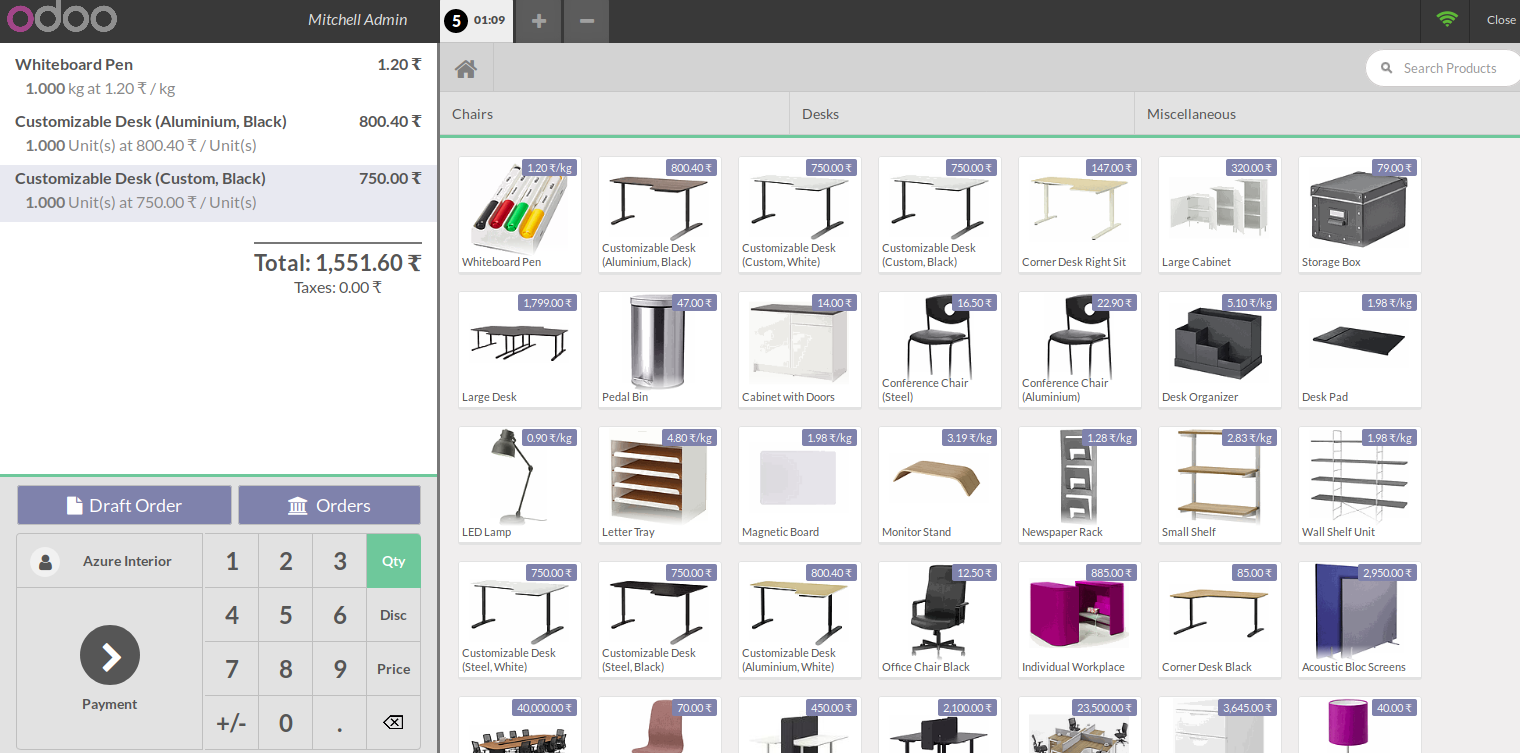 odoo
Mitchell Admin
5 01:09
+
−
Close
Whiteboard Pen 1.20 ₹
1.000 kg at 1.20 ₹ / kg
Customizable Desk (Aluminium, Black) 800.40 ₹
1.000 Unit(s) at 800.40 ₹ / Unit(s)
Customizable Desk (Custom, Black) 750.00 ₹
1.000 Unit(s) at 750.00 ₹ / Unit(s)
Total: 1,551.60 ₹
Taxes: 0.00 ₹
Draft Order
Orders
Azure Interior
1 2 3 Qty
4 5 6 Disc
7 8 9 Price
+/- 0 .
Payment
Search Products
Chairs
Desks
Miscellaneous
1.20 ₹/kg
Whiteboard Pen
800.40 ₹
Customizable Desk
(Aluminium, Black)
750.00 ₹
Customizable Desk
(Custom, White)
750.00 ₹
Customizable Desk
(Custom, Black)
147.00 ₹
Corner Desk Right Sit
320.00 ₹
Large Cabinet
79.00 ₹
Storage Box
1,799.00 ₹
Large Desk
47.00 ₹
Pedal Bin
14.00 ₹
Cabinet with Doors
16.50 ₹
Conference Chair
(Steel)
22.90 ₹
Conference Chair
(Aluminium)
5.10 ₹/kg
Desk Organizer
1.98 ₹/kg
Desk Pad
0.90 ₹/kg
LED Lamp
4.80 ₹/kg
Letter Tray
1.98 ₹/kg
Magnetic Board
3.19 ₹/kg
Monitor Stand
1.28 ₹/kg
Newspaper Rack
2.83 ₹/kg
Small Shelf
1.98 ₹/kg
Wall Shelf Unit
750.00 ₹
Customizable Desk
(Steel, White)
750.00 ₹
Customizable Desk
(Steel, Black)
800.40 ₹
Customizable Desk
(Aluminium, White)
12.50 ₹
Office Chair Black
885.00 ₹
Individual Workplace
85.00 ₹
Corner Desk Black
2,950.00 ₹
Acoustic Bloc Screens
40,000.00 ₹
70.00 ₹
450.00 ₹
2,100.00 ₹
23,500.00 ₹
3,645.00 ₹
40.00 ₹